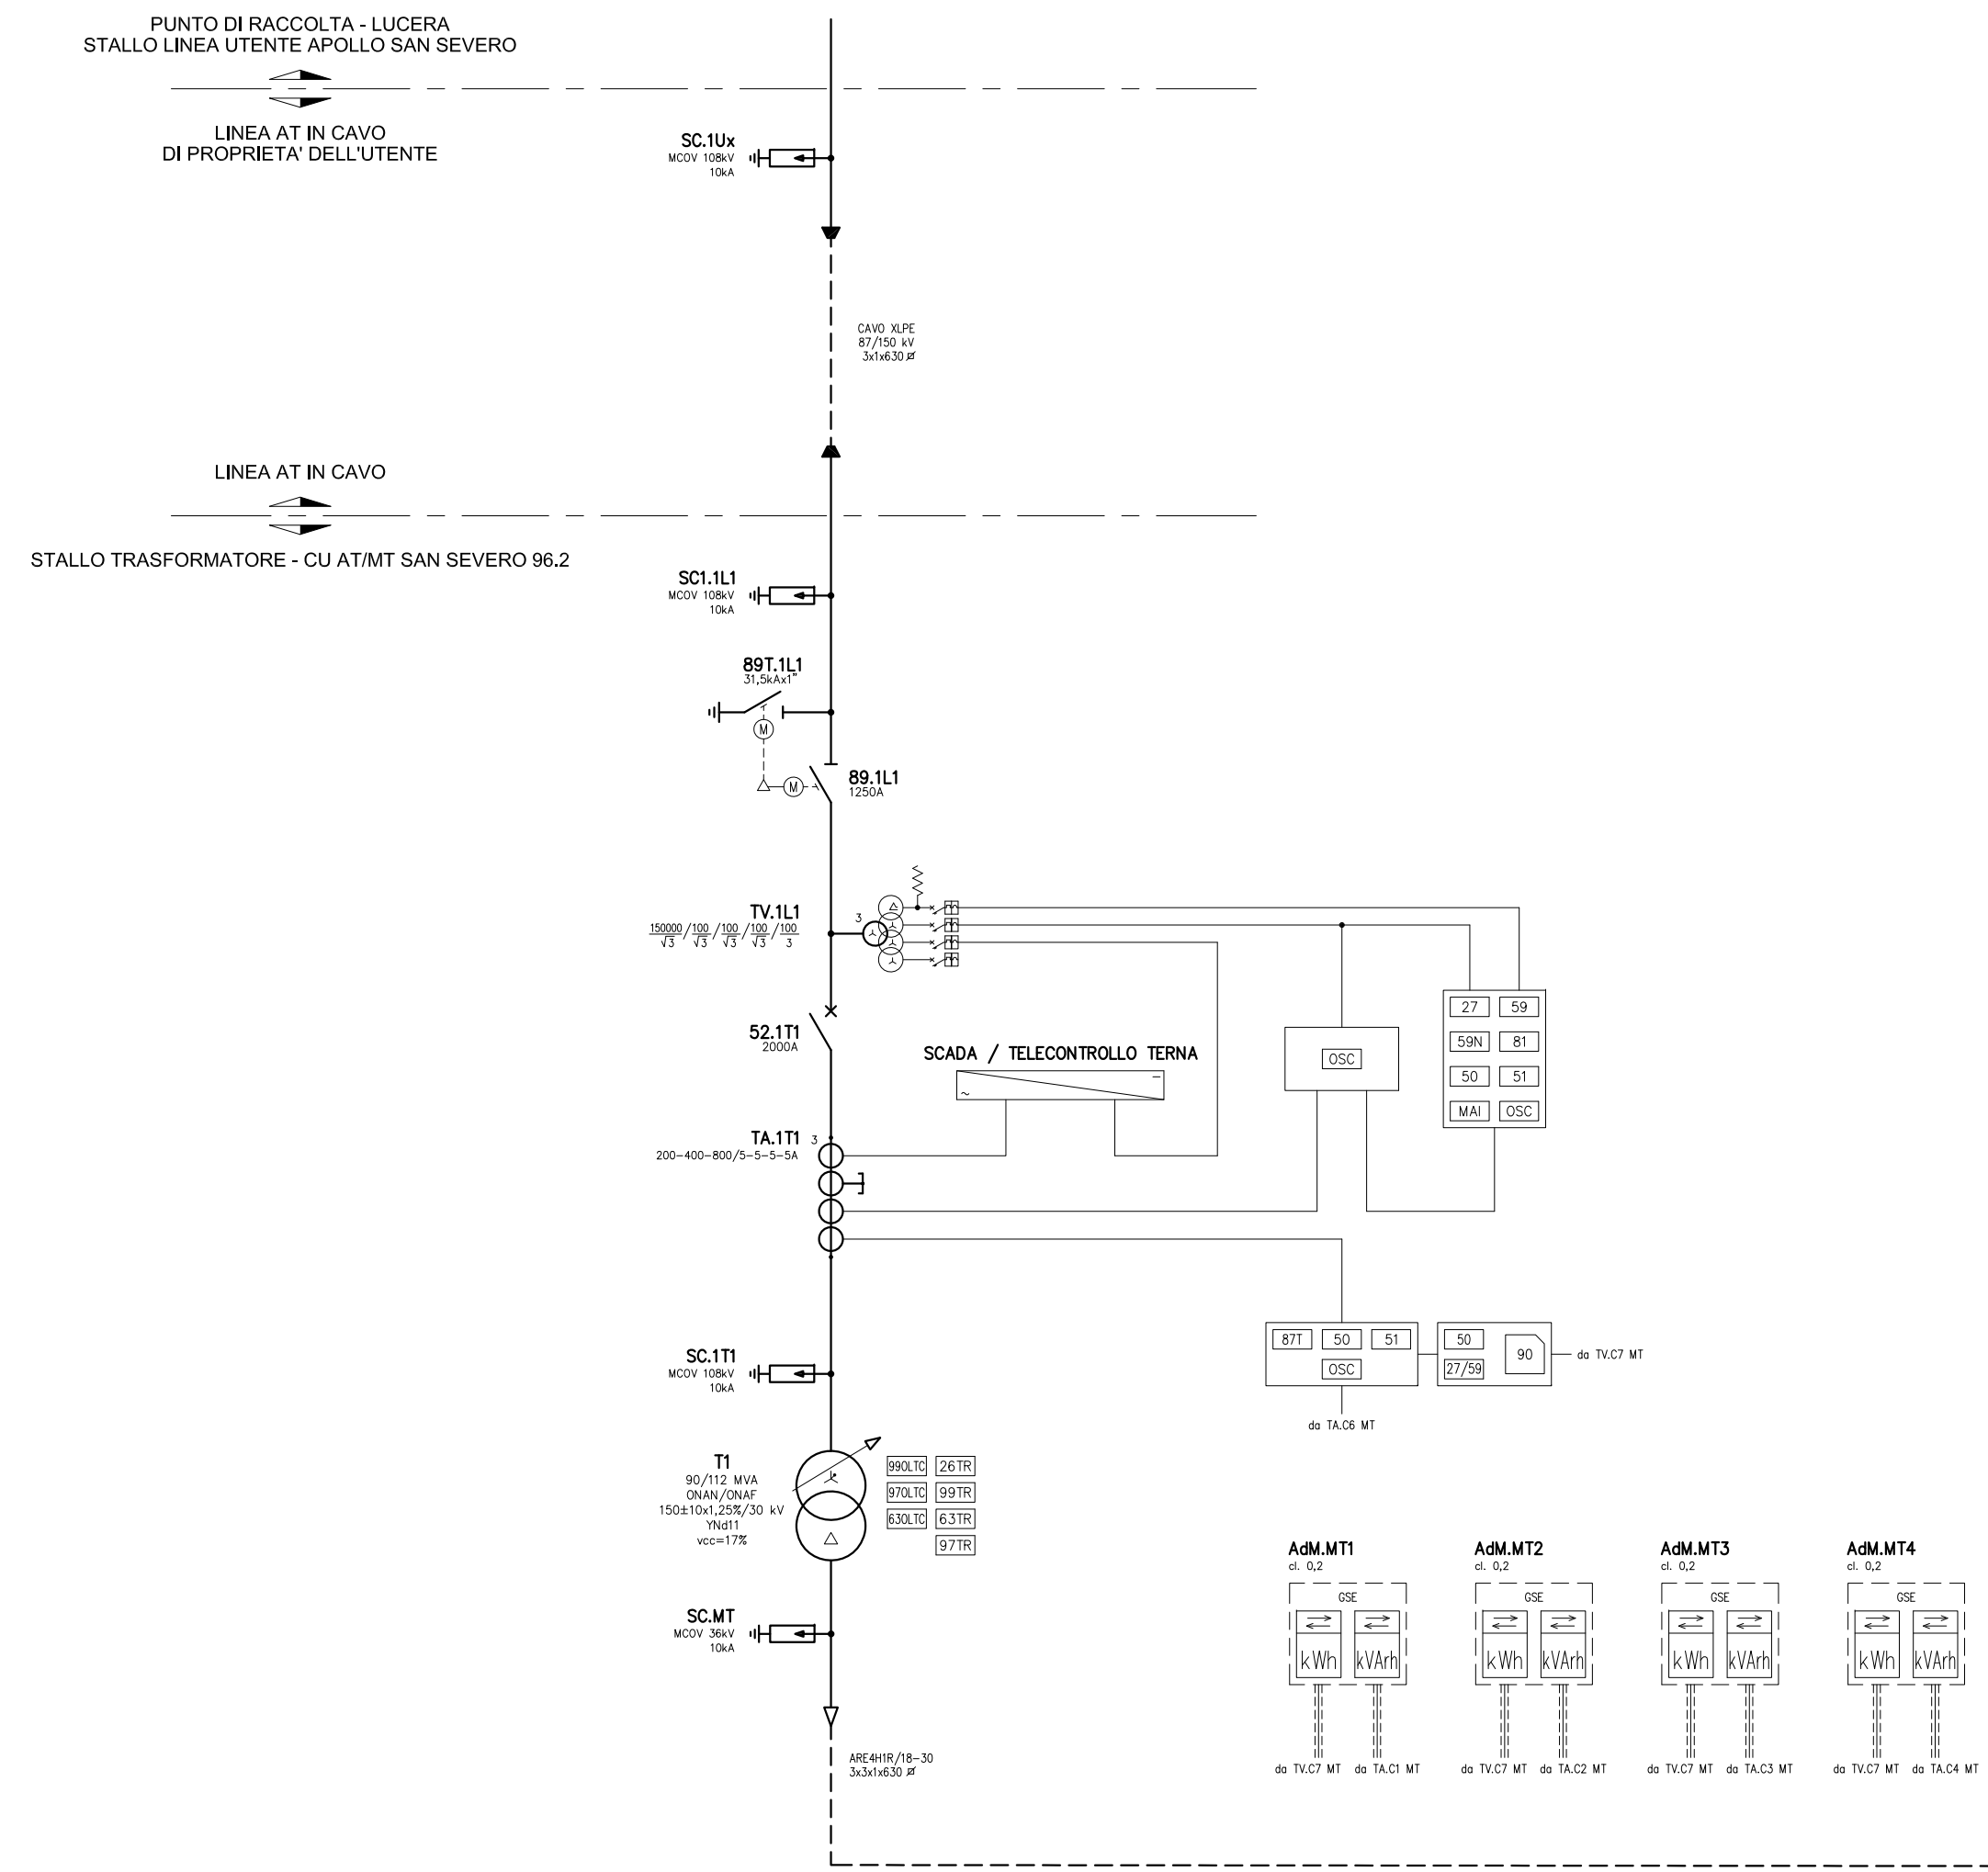 PUNTO DI RACCOLTA - LUCERA
STALLO LINEA UTENTE APOLLO SAN SEVERO
LINEA AT IN CAVO
DI PROPRIETA' DELL'UTENTE
SC.1Ux
MCOV 108kV
10kA
CAVO XLPE
87/150 kV
3x1x630
LINEA AT IN CAVO
STALLO TRASFORMATORE - CU AT/MT SAN SEVERO 96.2
SC1.1L1
MCOV 108kV
10kA
89T.1L1
31,5kAx1"
M
M
89.1L1
1250A
TV.1L1
3
150000/√3 / 100/√3 / 100/√3 / 100/√3 / 100/3
52.1T1
2000A
SCADA / TELECONTROLLO TERNA
~ −
OSC
27 59
59N 81
50 51
MAI OSC
TA.1T1
3
200-400-800/5-5-5-5A
SC.1T1
MCOV 108kV
10kA
87T 50 51
OSC
50
27/59
90
da TV.C7 MT
da TA.C6 MT
T1
90/112 MVA
ONAN/ONAF
150±10x1,25%/30 kV
YNd11
vcc=17%
99OLTC 26TR
97OLTC 99TR
63OLTC 63TR
97TR
SC.MT
MCOV 36kV
10kA
ARE4H1R/18-30
3x3x1x630
AdM.MT1
cl. 0,2
GSE
kWh kVArh
da TV.C7 MT da TA.C1 MT
AdM.MT2
cl. 0,2
GSE
kWh kVArh
da TV.C7 MT da TA.C2 MT
AdM.MT3
cl. 0,2
GSE
kWh kVArh
da TV.C7 MT da TA.C3 MT
AdM.MT4
cl. 0,2
GSE
kWh kVArh
da TV.C7 MT da TA.C4 MT